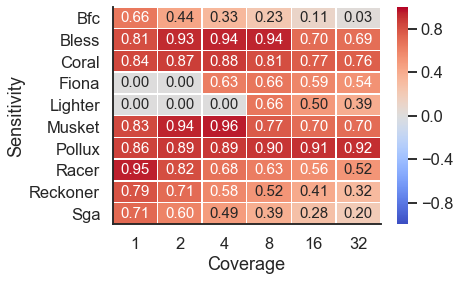 Sensitivity
Bfc 0.66 0.44 0.33 0.23 0.11 0.03
Bless 0.81 0.93 0.94 0.94 0.70 0.69
Coral 0.84 0.87 0.88 0.81 0.77 0.76
Fiona 0.00 0.00 0.63 0.66 0.59 0.54
Lighter 0.00 0.00 0.00 0.66 0.50 0.39
Musket 0.83 0.94 0.96 0.77 0.70 0.70
Pollux 0.86 0.89 0.89 0.90 0.91 0.92
Racer 0.95 0.82 0.68 0.63 0.56 0.52
Reckoner 0.79 0.71 0.58 0.52 0.41 0.32
Sga 0.71 0.60 0.49 0.39 0.28 0.20
1 2 4 8 16 32
Coverage
0.8
0.4
0.0
−0.4
−0.8